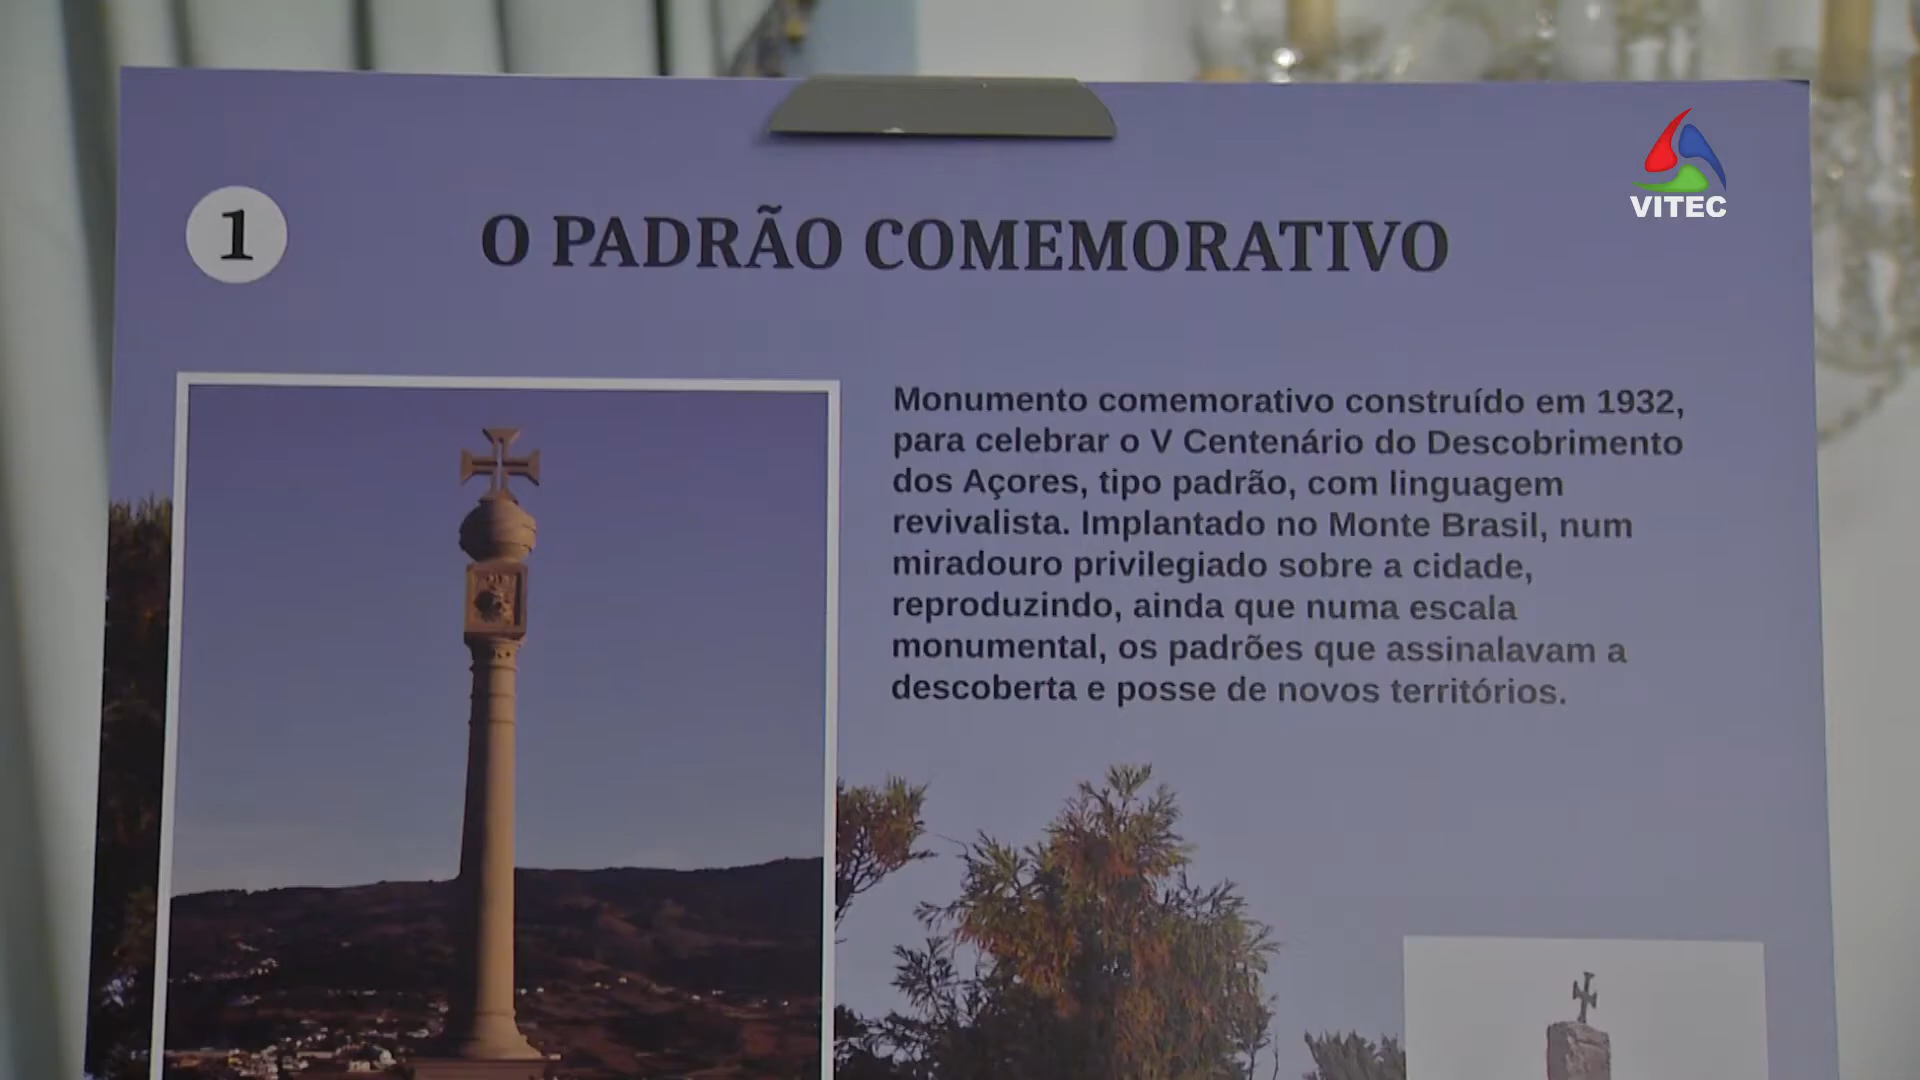 VITEC
1
O PADRÃO COMEMORATIVO
Monumento comemorativo construído em 1932,
para celebrar o V Centenário do Descobrimento
dos Açores, tipo padrão, com linguagem
revivalista. Implantado no Monte Brasil, num
miradouro privilegiado sobre a cidade,
reproduzindo, ainda que numa escala
monumental, os padrões que assinalavam a
descoberta e posse de novos territórios.